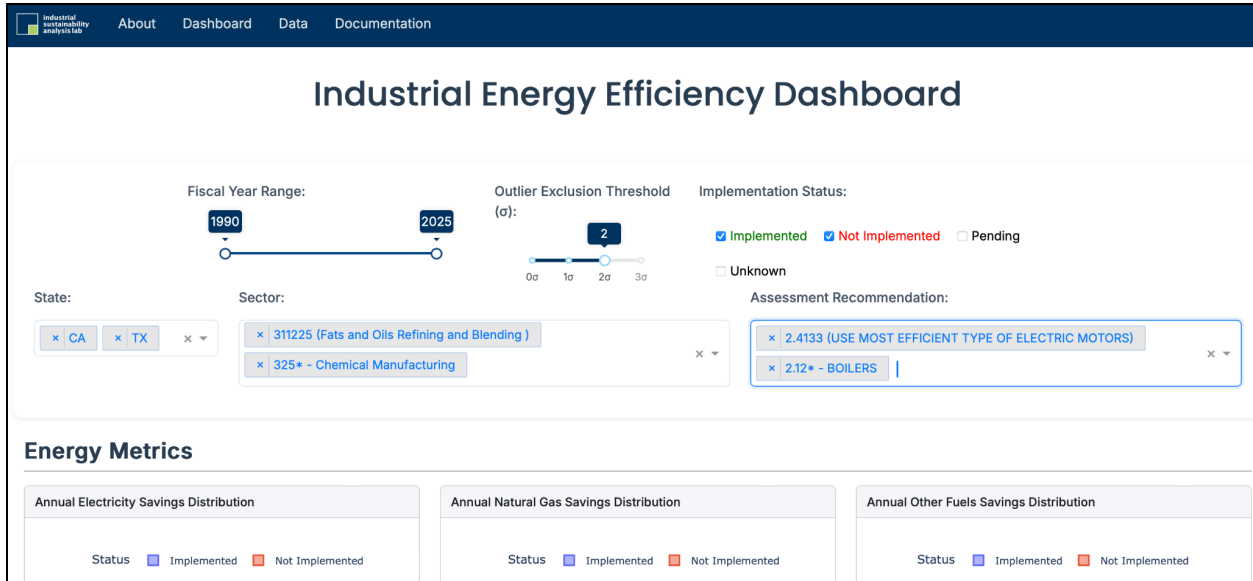 industrial
sustainability
analysis lab
About Dashboard Data Documentation
Industrial Energy Efficiency Dashboard
Fiscal Year Range:
1990 2025
Outlier Exclusion Threshold
(σ):
2
0σ 1σ 2σ 3σ
Implementation Status:
Implemented Not Implemented Pending
Unknown
State:
× CA × TX ×
Sector:
× 311225 (Fats and Oils Refining and Blending )
× 325* - Chemical Manufacturing
×
Assessment Recommendation:
× 2.4133 (USE MOST EFFICIENT TYPE OF ELECTRIC MOTORS)
× 2.12* - BOILERS
×
Energy Metrics
Annual Electricity Savings Distribution
Status Implemented Not Implemented
Annual Natural Gas Savings Distribution
Status Implemented Not Implemented
Annual Other Fuels Savings Distribution
Status Implemented Not Implemented